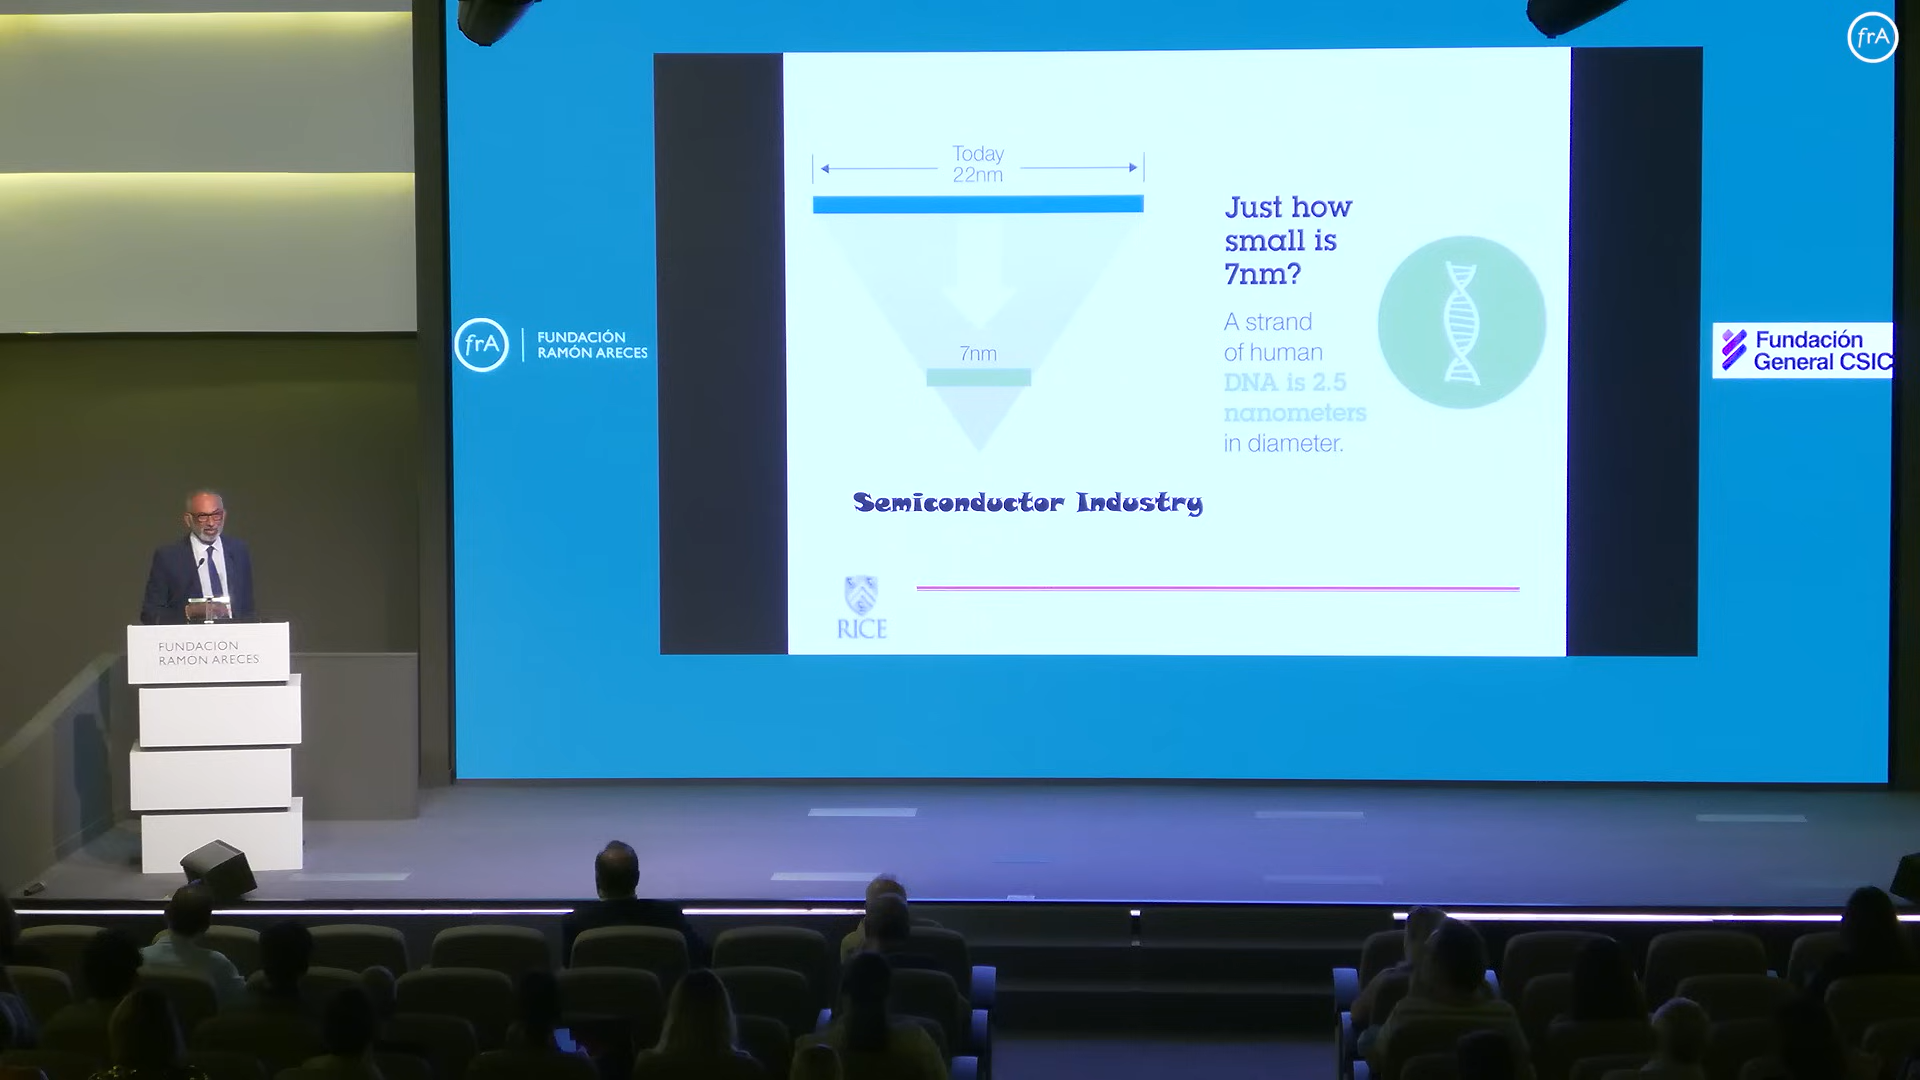 frA
Today
22nm
7nm
Just how
small is
7nm?
A strand
of human
DNA is 2.5
nanometers
in diameter.
Semiconductor Industry
RICE
frA
FUNDACIÓN
RAMÓN ARECES
Fundación
General CSIC
FUNDACION
RAMON ARECES